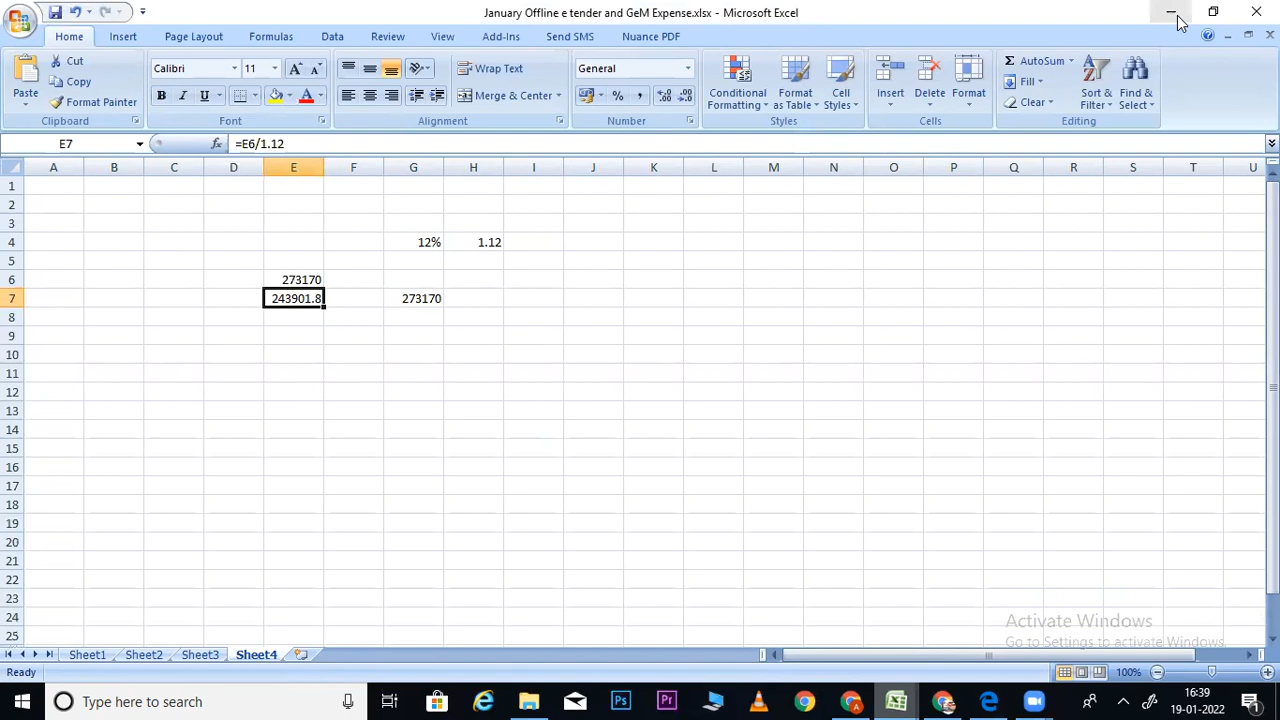 January Offline e tender and GeM Expense.xlsx - Microsoft Excel
Home Insert Page Layout Formulas Data Review View Add-Ins Send SMS Nuance PDF
Paste Cut Copy Format Painter Clipboard
Calibri 11 B I U A A A Font
Wrap Text Merge & Center Alignment
General % , Number
Conditional Formatting Format as Table Cell Styles Styles
Insert Delete Format Cells
Σ AutoSum Fill Clear Sort & Filter Find & Select Editing
E7 fx =E6/1.12
A B C D E F G H I J K L M N O P Q R S T U
1
2
3
4 12% 1.12
5
6 273170
7 243901.8 273170
8
9
10
11
12
13
14
15
16
17
18
19
20
21
22
23
24
25
Activate Windows
Go to Settings to activate Windows.
Sheet1 Sheet2 Sheet3 Sheet4
Ready 100%
Type here to search Ps Pr 16:39
19-01-2022